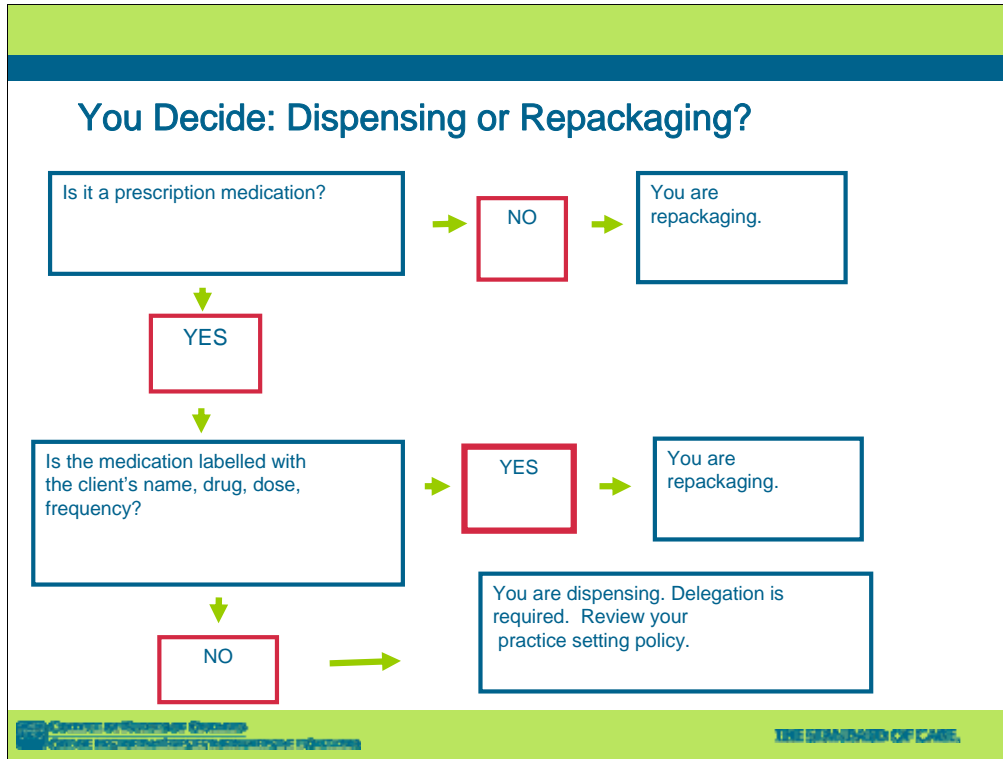 You Decide: Dispensing or Repackaging?
Is it a prescription medication?
NO
You are
repackaging.
YES
Is the medication labelled with
the client's name, drug, dose,
frequency?
YES
You are
repackaging.
You are dispensing. Delegation is
required.  Review your
practice setting policy.
NO
THE STANDARD OF CARE.